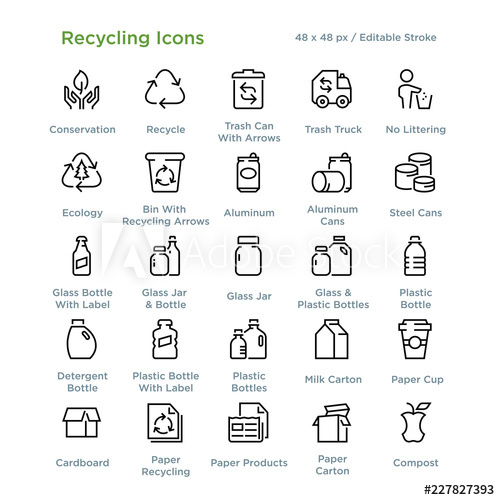 Recycling Icons
48 x 48 px / Editable Stroke
Conservation
Recycle
Trash Can
With Arrows
Trash Truck
No Littering
Ecology
Bin With
Recycling Arrows
Aluminum
Aluminum
Cans
Steel Cans
Glass Bottle
With Label
Glass Jar
& Bottle
Glass Jar
Glass &
Plastic Bottles
Plastic
Bottle
Detergent
Bottle
Plastic Bottle
With Label
Plastic
Bottles
Milk Carton
Paper Cup
Cardboard
Paper
Recycling
Paper Products
Paper
Carton
Compost
Adobe Stock
#227827393